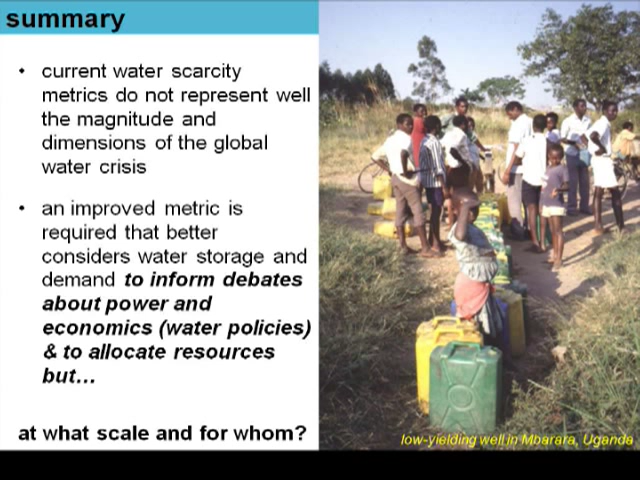 summary
• current water scarcity
metrics do not represent well
the magnitude and
dimensions of the global
water crisis
• an improved metric is
required that better
considers water storage and
demand to inform debates
about power and
economics (water policies)
& to allocate resources
but...
at what scale and for whom?
low-yielding well in Mbarara, Uganda